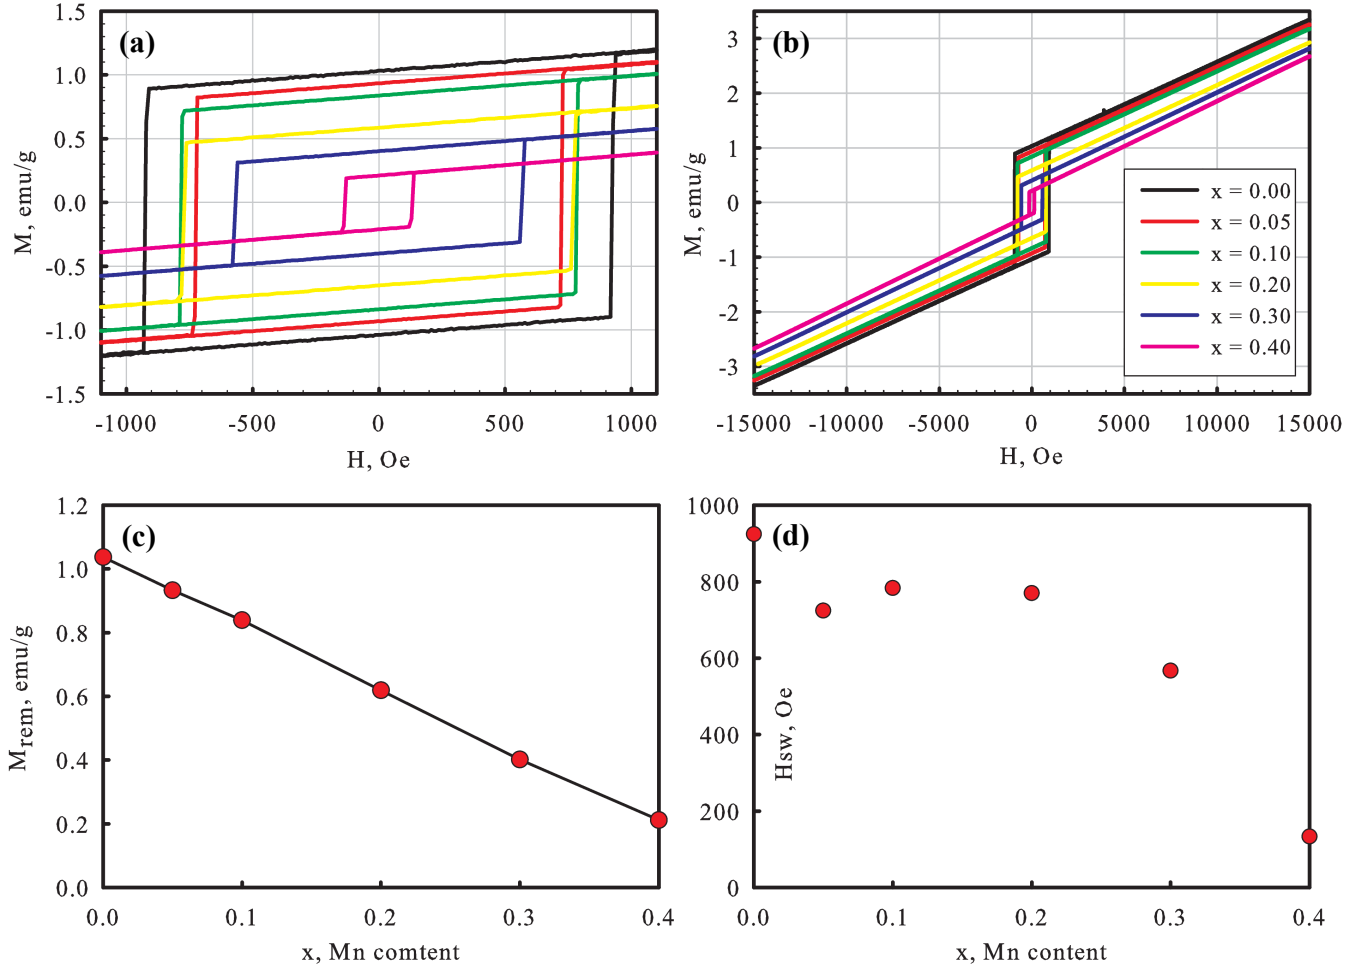 (a)
1.5
1.0
0.5
0.0
-0.5
-1.0
-1.5
M, emu/g
-1000 -500 0 500 1000
H, Oe
(b)
3
2
1
0
-1
-2
-3
M, emu/g
x = 0.00
x = 0.05
x = 0.10
x = 0.20
x = 0.30
x = 0.40
-15000 -10000 -5000 0 5000 10000 15000
H, Oe
(c)
1.2
1.0
0.8
0.6
0.4
0.2
0.0
Mrem, emu/g
0.0 0.1 0.2 0.3 0.4
x, Mn comtent
(d)
1000
800
600
400
200
0
Hsw, Oe
0.0 0.1 0.2 0.3 0.4
x, Mn content